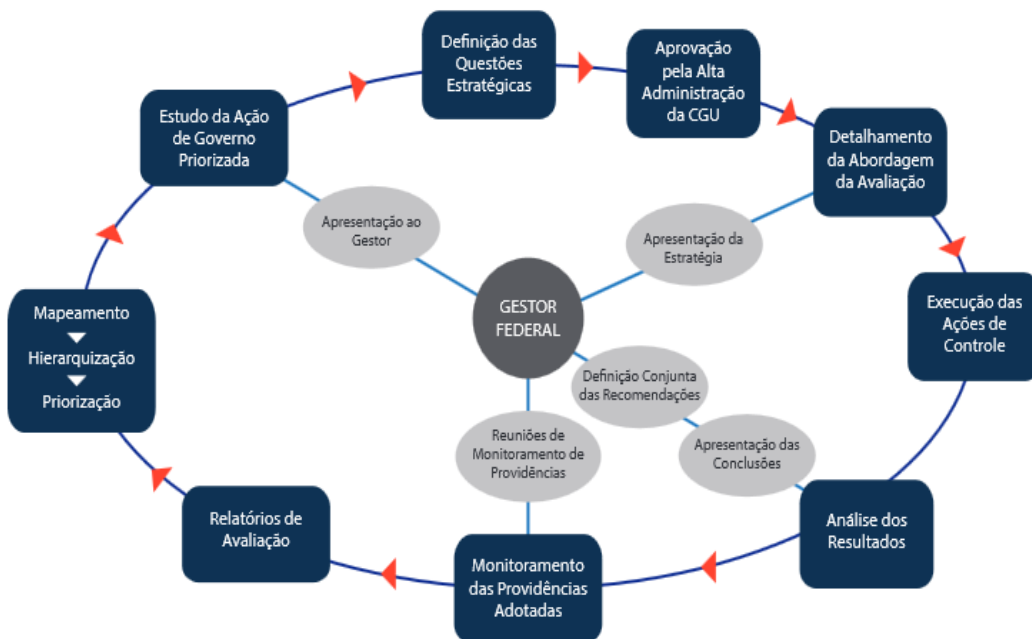 Definição das
Questões
Estratégicas
Aprovação
pela Alta
Administração
da CGU
Estudo da Ação
de Governo
Priorizada
Detalhamento
da Abordagem
da Avaliação
Apresentação ao
Gestor
Apresentação da
Estratégia
Mapeamento
Hierarquização
Priorização
GESTOR
FEDERAL
Execução das
Ações de
Controle
Definição Conjunta
das Recomendações
Reuniões de
Monitoramento de
Providências
Apresentação das
Conclusões
Relatórios de
Avaliação
Monitoramento
das Providências
Adotadas
Análise dos
Resultados